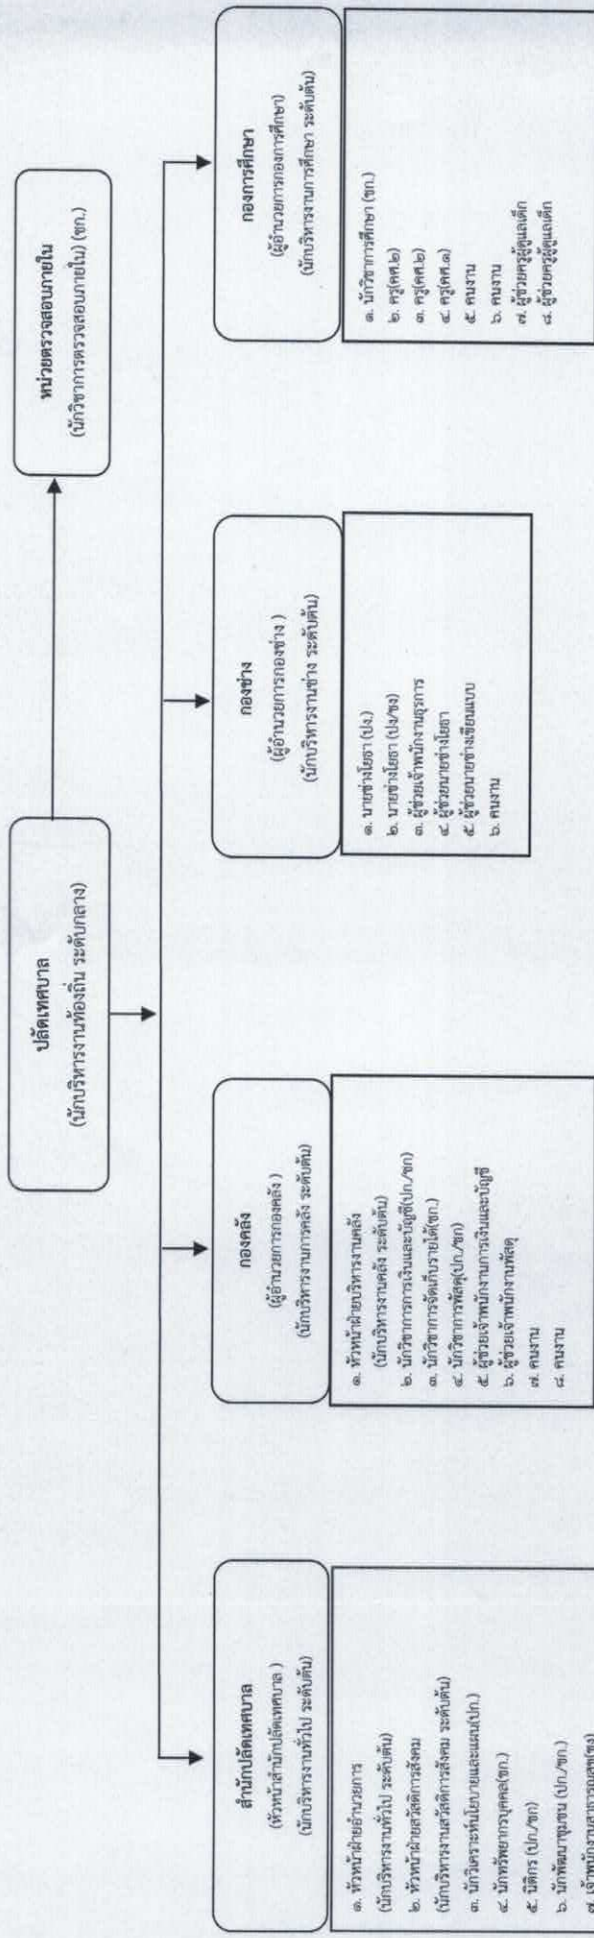 ปลัดเทศบาล
(นักบริหารงานท้องถิ่น ระดับกลาง)
หน่วยตรวจสอบภายใน
(นักวิชาการตรวจสอบภายใน) (ชก.)
สำนักปลัดเทศบาล
(หัวหน้าสำนักปลัดเทศบาล )
(นักบริหารงานทั่วไป ระดับต้น)
๑. หัวหน้าฝ่ายอำนวยการ
(นักบริหารงานทั่วไป ระดับต้น)
๒. หัวหน้าฝ่ายสวัสดิการสังคม
(นักบริหารงานสวัสดิการสังคม ระดับต้น)
๓. นักวิเคราะห์นโยบายและแผน(ปก.)
๔. นักทรัพยากรบุคคล(ชก.)
๕. นิติกร (ปก./ชก)
๖. นักพัฒนาชุมชน (ปก./ชก.)
๗. เจ้าพนักงานสาธารณสุข(ชง)
กองคลัง
(ผู้อำนวยการกองคลัง )
(นักบริหารงานการคลัง ระดับต้น)
๑. หัวหน้าฝ่ายบริหารงานคลัง
(นักบริหารงานคลัง ระดับต้น)
๒. นักวิชาการการเงินและบัญชี(ปก./ชก)
๓. นักวิชาการจัดเก็บรายได้(ชก.)
๔. นักวิชาการพัสดุ(ปก./ชก)
๕. ผู้ช่วยเจ้าพนักงานการเงินและบัญชี
๖. ผู้ช่วยเจ้าพนักงานพัสดุ
๗. คนงาน
๘. คนงาน
กองช่าง
(ผู้อำนวยการกองช่าง )
(นักบริหารงานช่าง ระดับต้น)
๑. นายช่างโยธา (ปง.)
๒. นายช่างโยธา (ปง/ชง)
๓. ผู้ช่วยเจ้าพนักงานธุรการ
๔. ผู้ช่วยนายช่างโยธา
๕. ผู้ช่วยนายช่างเขียนแบบ
๖. คนงาน
กองการศึกษา
(ผู้อำนวยการกองการศึกษา)
(นักบริหารงานการศึกษา ระดับต้น)
๑. นักวิชาการศึกษา (ชก.)
๒. ครู(คศ.๒)
๓. ครู(คศ.๒)
๔. ครู(คศ.๑)
๕. คนงาน
๖. คนงาน
๗. ผู้ช่วยครูผู้ดูแลเด็ก
๘. ผู้ช่วยครูผู้ดูแลเด็ก